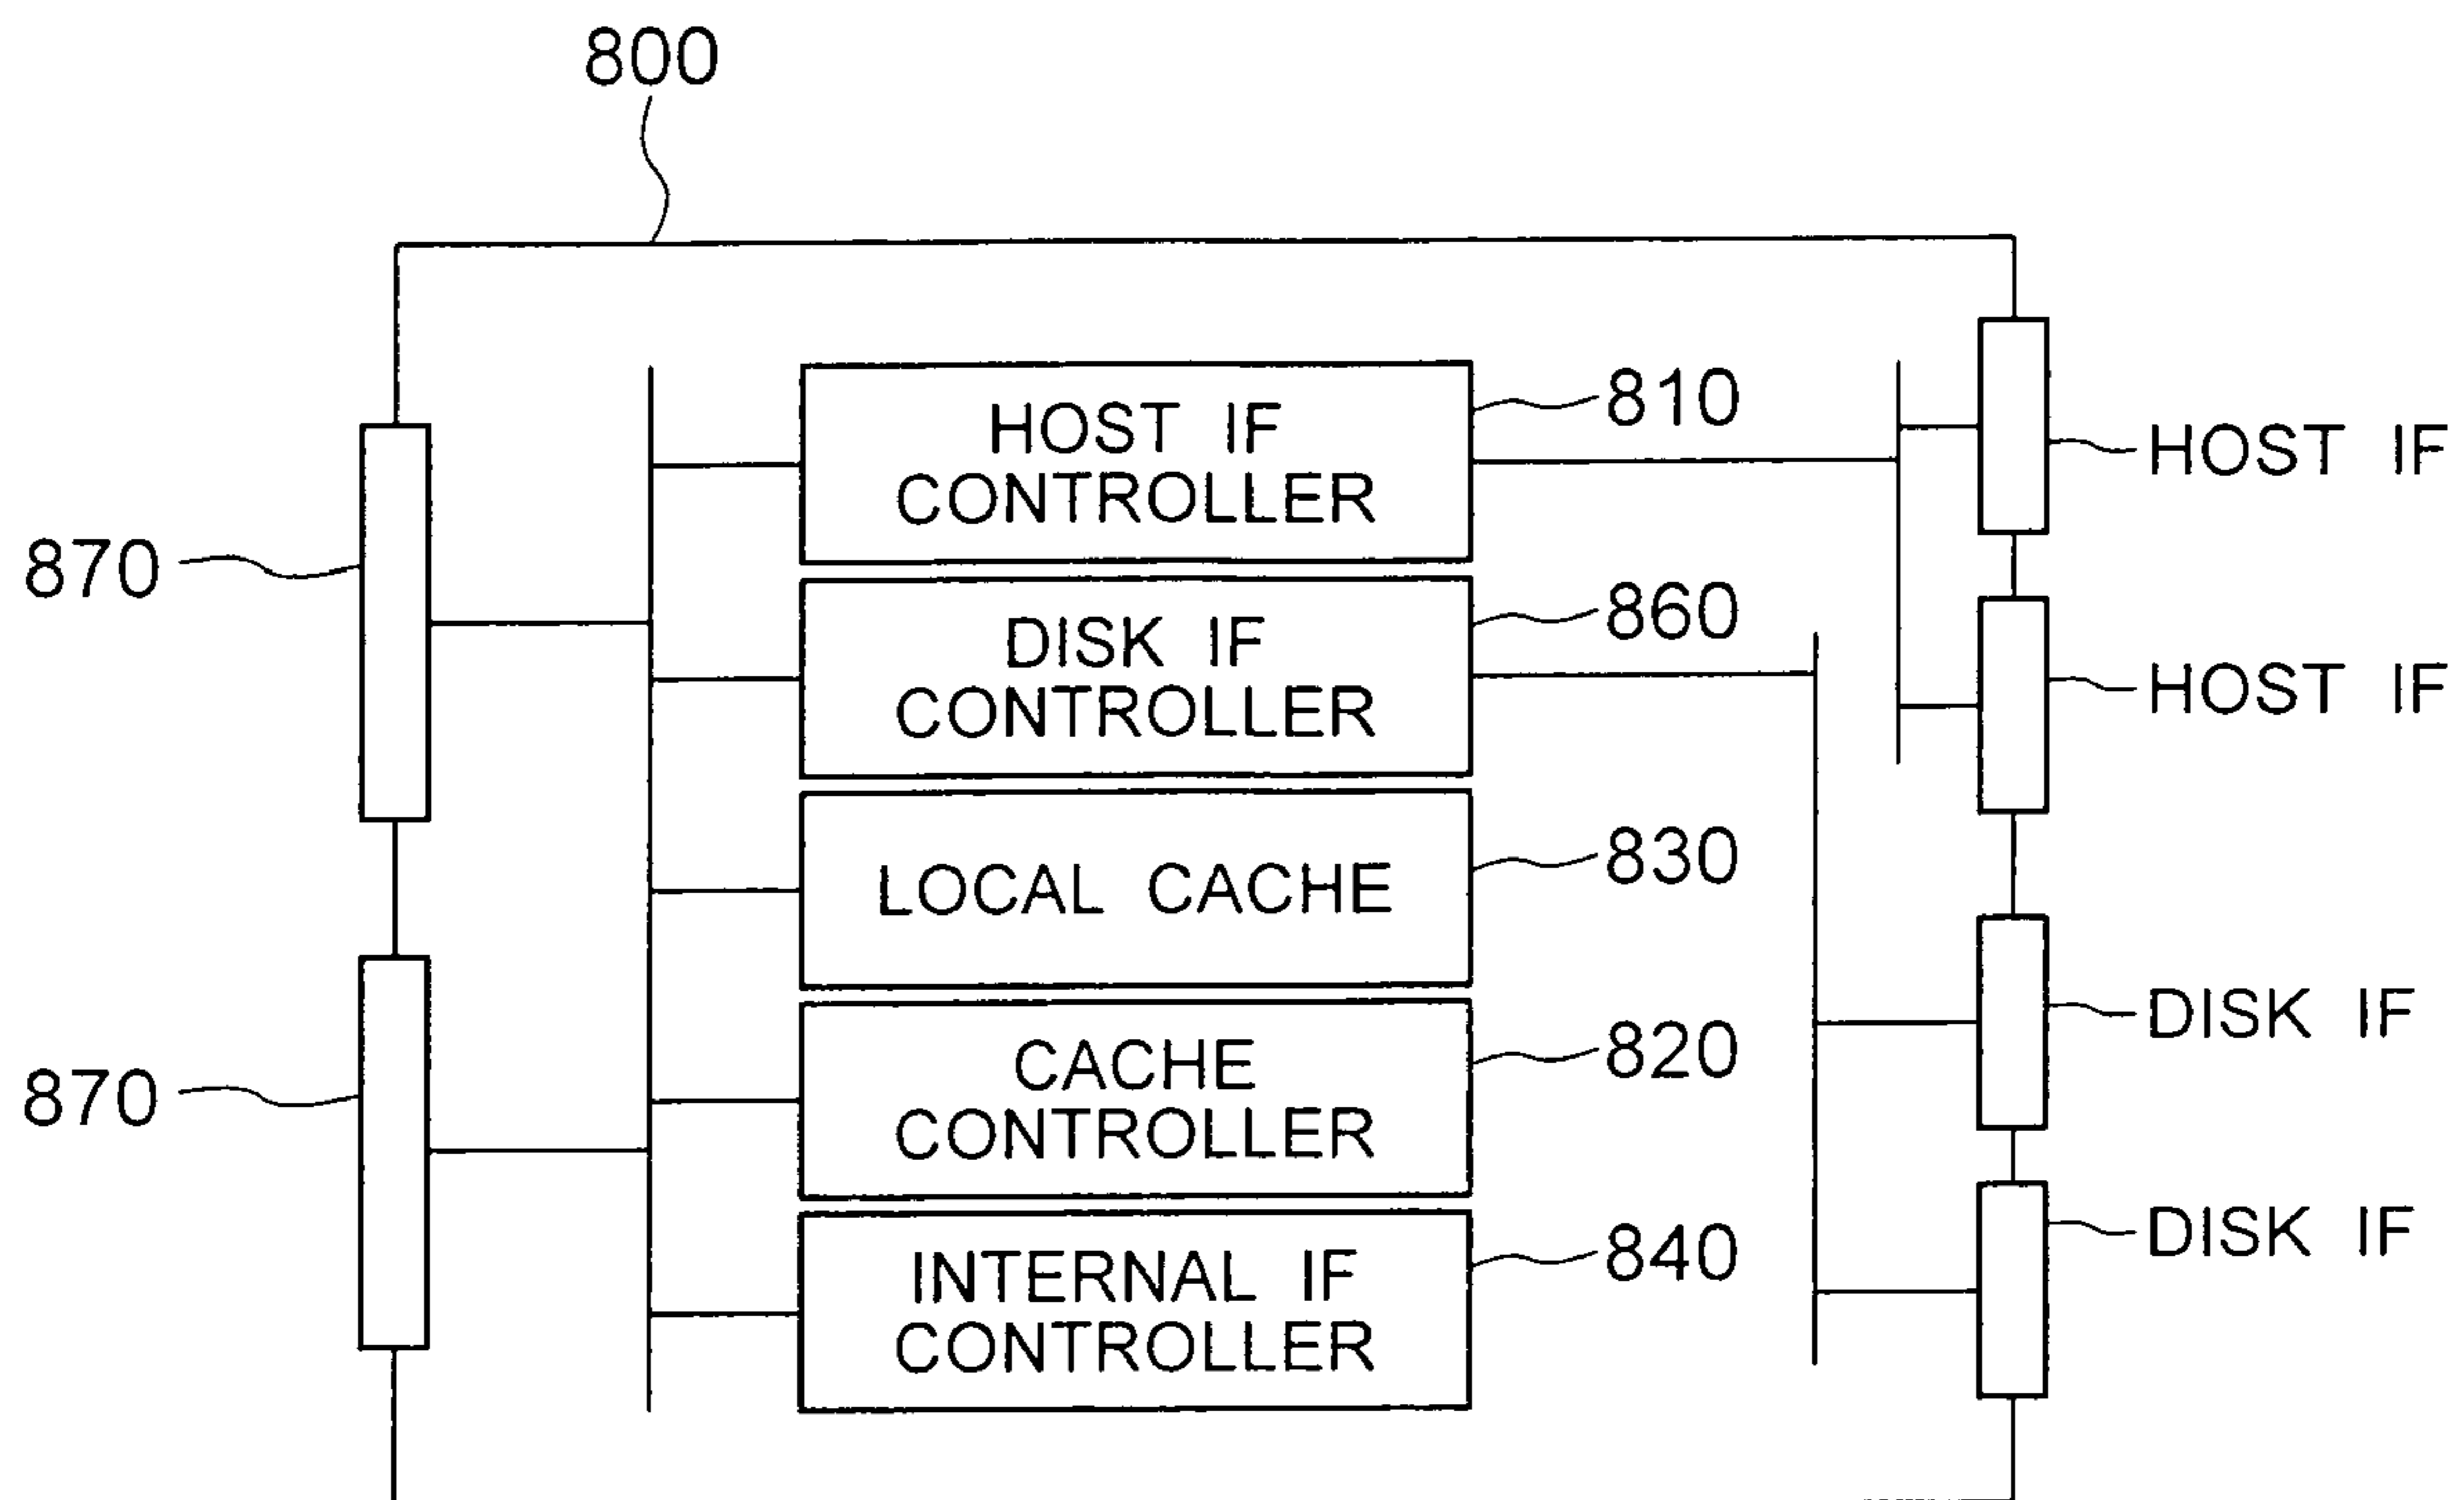 800
HOST IF
CONTROLLER
810
HOST IF
870
DISK IF
CONTROLLER
860
HOST IF
LOCAL CACHE
830
DISK IF
870
CACHE
CONTROLLER
820
DISK IF
INTERNAL IF
CONTROLLER
840